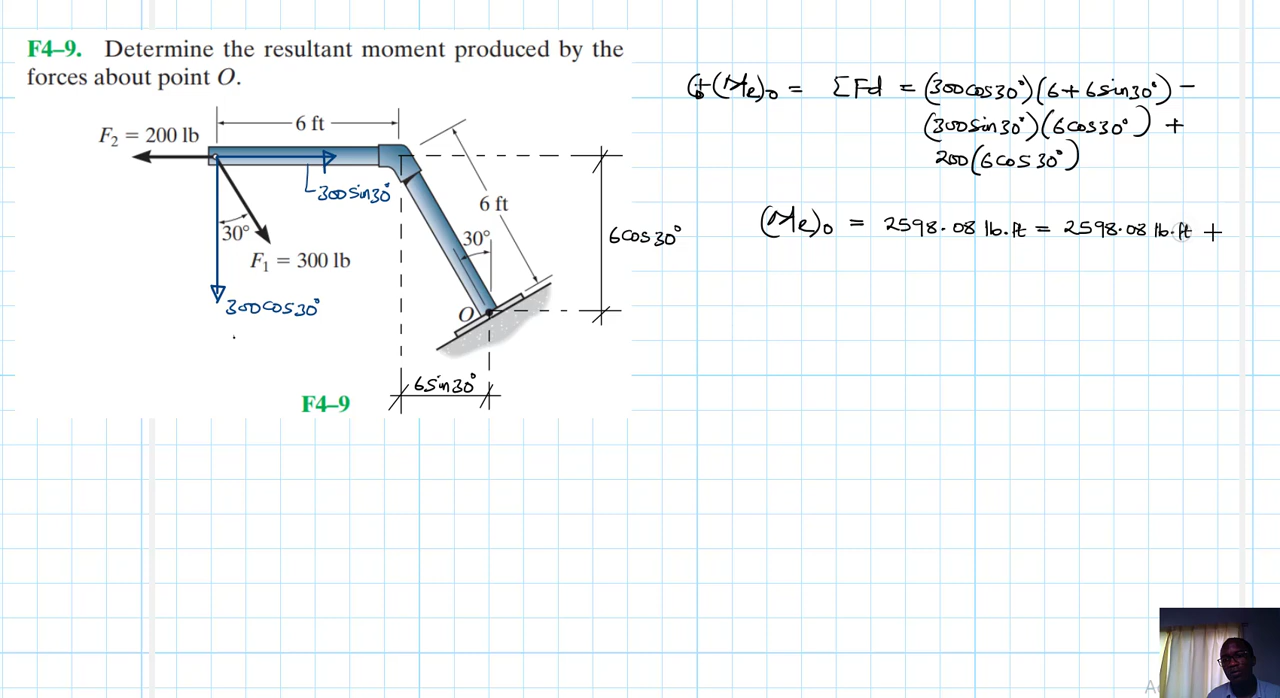 F4–9. Determine the resultant moment produced by the
forces about point O.
6 ft
F₂ = 200 lb
300sin30°
6 ft
30°
30°
F₁ = 300 lb
6cos30°
300cos30°
O
6sin30°
F4–9
(+(MR)o = ΣFd = (300cos30°)(6+6sin30°) −
(300sin30°)(6cos30°) +
200(6cos30°)
(MR)o = 2598.08 lb.ft = 2598.08 lb.ft +